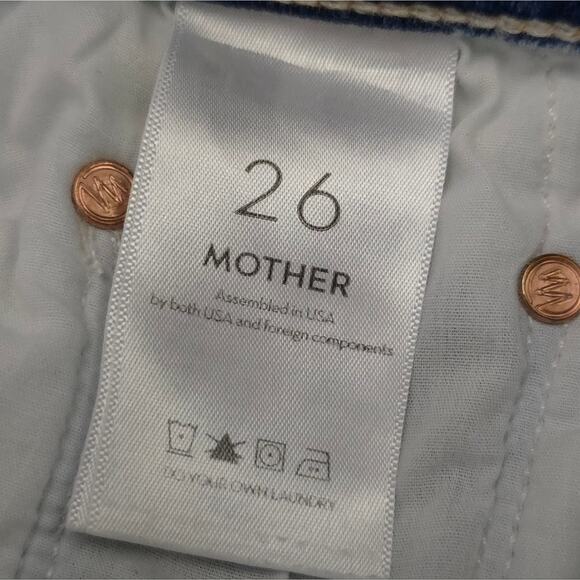 26
MOTHER
Assembled in USA
by both USA and foreign components
DO YOUR OWN LAUNDRY